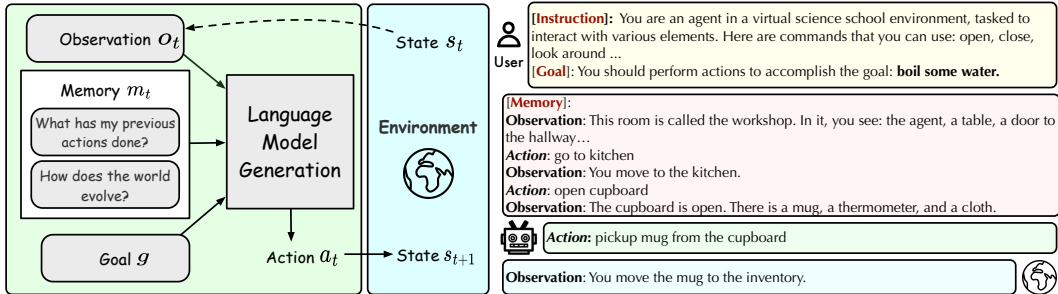 Observation o_t
State s_t
Memory m_t
What has my previous
actions done?
How does the world
evolve?
Language
Model
Generation
Environment
Goal g
Action a_t
State s_{t+1}
User
[Instruction]: You are an agent in a virtual science school environment, tasked to
interact with various elements. Here are commands that you can use: open, close,
look around ...
[Goal]: You should perform actions to accomplish the goal: boil some water.
[Memory]:
Observation: This room is called the workshop. In it, you see: the agent, a table, a door to
the hallway…
Action: go to kitchen
Observation: You move to the kitchen.
Action: open cupboard
Observation: The cupboard is open. There is a mug, a thermometer, and a cloth.
Action: pickup mug from the cupboard
Observation: You move the mug to the inventory.